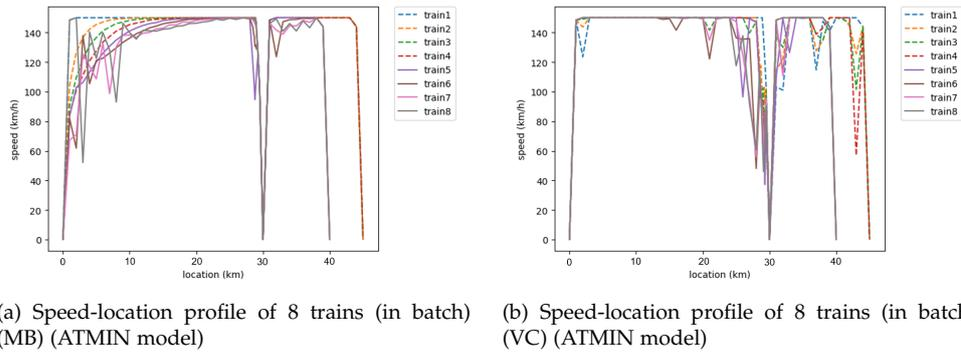 140
120
100
80
60
40
20
0
speed (km/h)
0 10 20 30 40
location (km)
train1
train2
train3
train4
train5
train6
train7
train8
140
120
100
80
60
40
20
0
speed (km/h)
0 10 20 30 40
location (km)
train1
train2
train3
train4
train5
train6
train7
train8
a) Speed-location profile of 8 trains (in batch)
(MB) (ATMIN model)
(b) Speed-location profile of 8 trains (in batc
(VC) (ATMIN model)